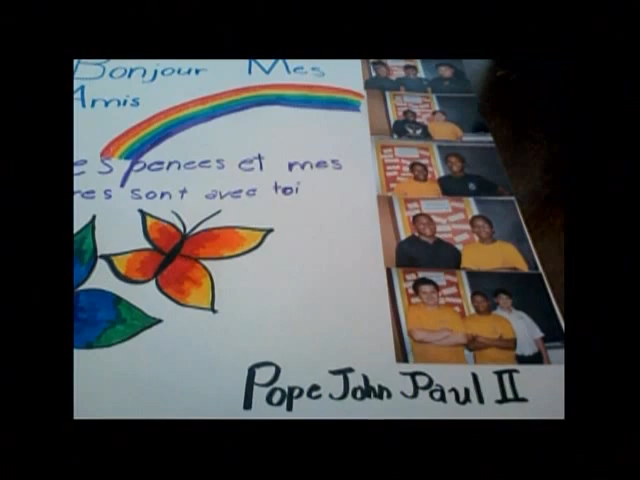 Bonjour Mes
Amis
es pences et mes
res sont avec toi
Pope John Paul II